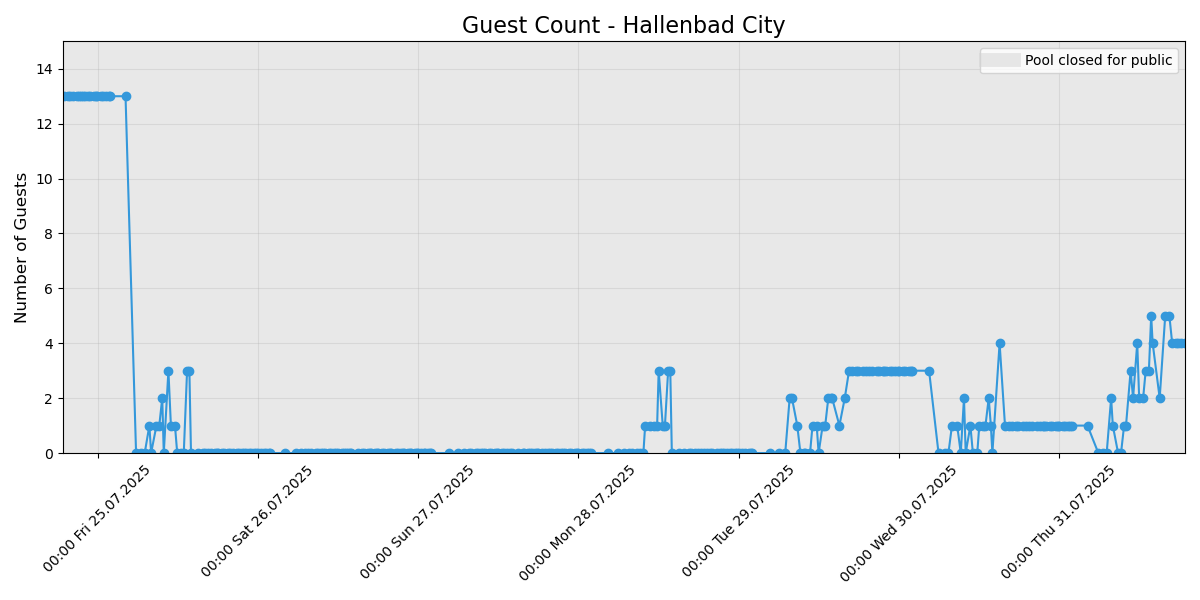 Guest Count - Hallenbad City
Pool closed for public
Number of Guests
14
12
10
8
6
4
2
0
00:00 Fri 25.07.2025
00:00 Sat 26.07.2025
00:00 Sun 27.07.2025
00:00 Mon 28.07.2025
00:00 Tue 29.07.2025
00:00 Wed 30.07.2025
00:00 Thu 31.07.2025